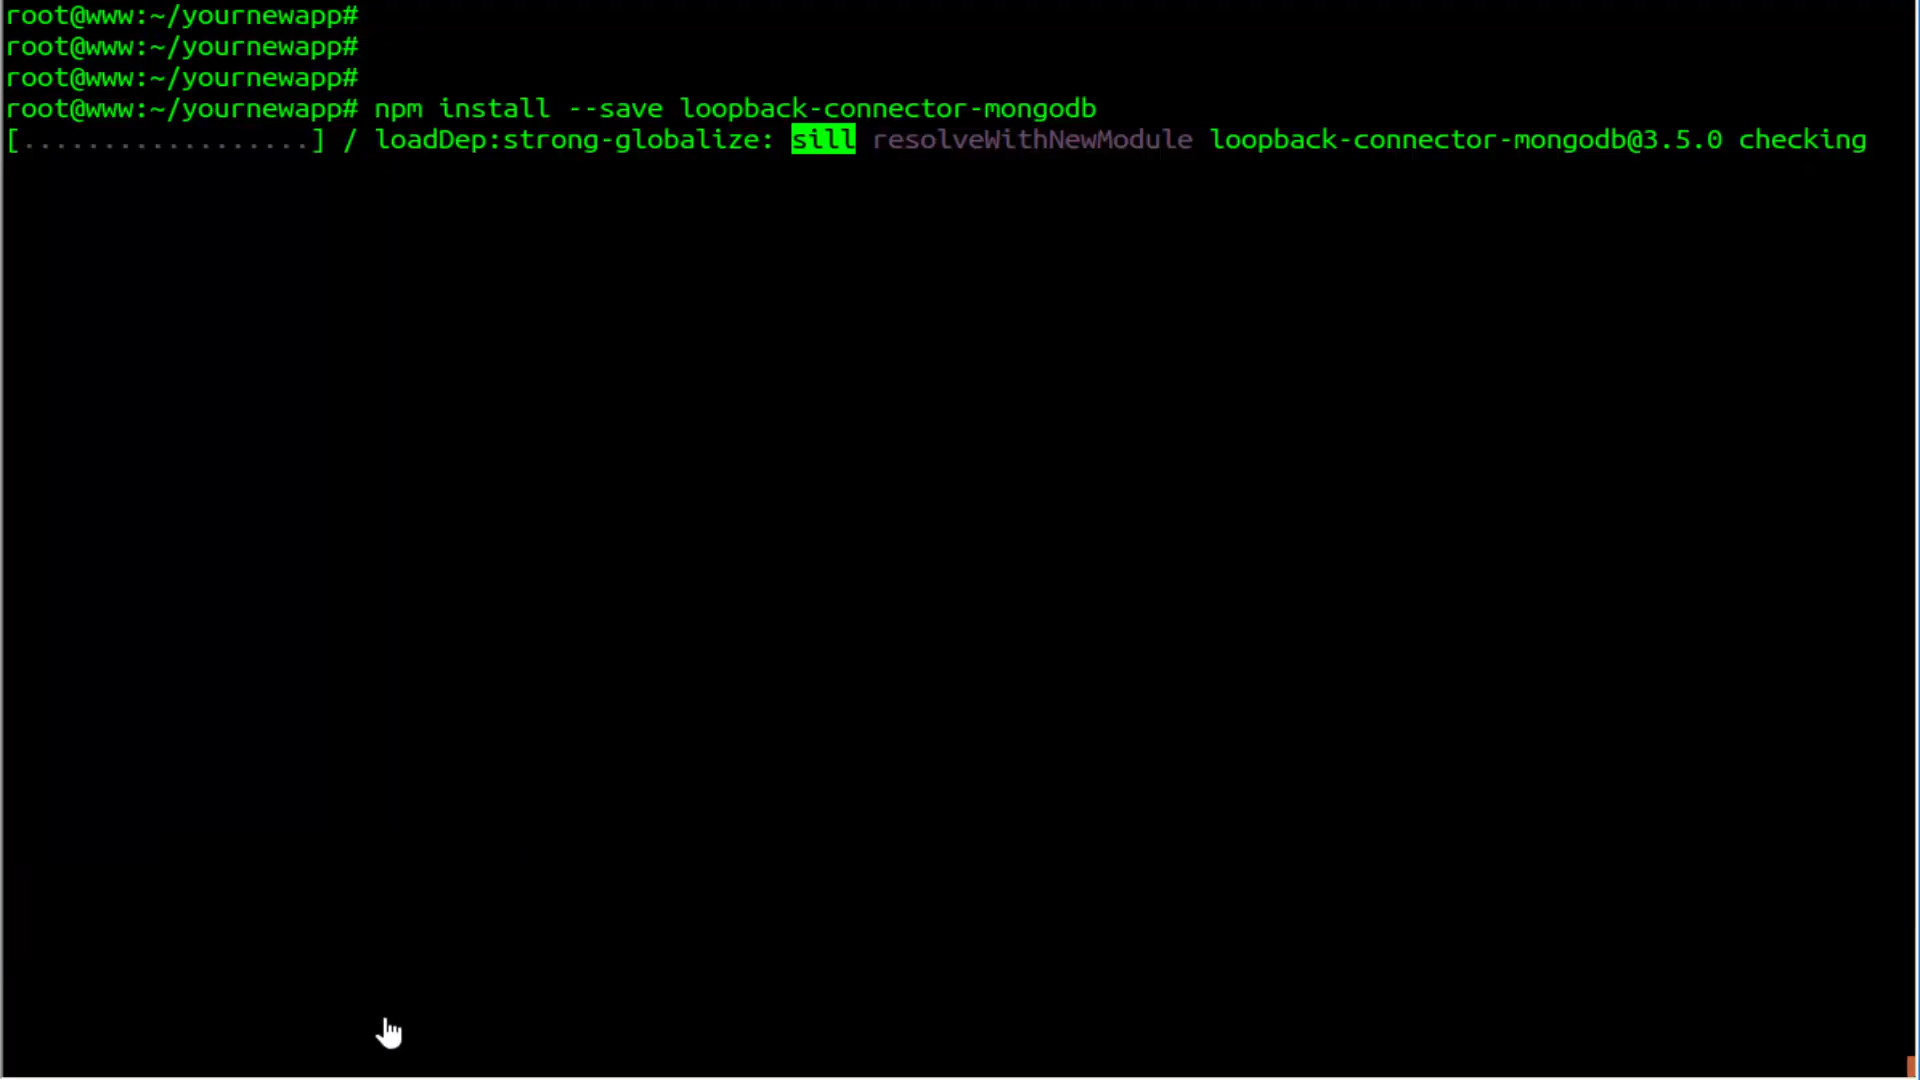 root@www:~/yournewapp#
root@www:~/yournewapp#
root@www:~/yournewapp#
root@www:~/yournewapp# npm install --save loopback-connector-mongodb
[..................] / loadDep:strong-globalize: sill resolveWithNewModule loopback-connector-mongodb@3.5.0 checking